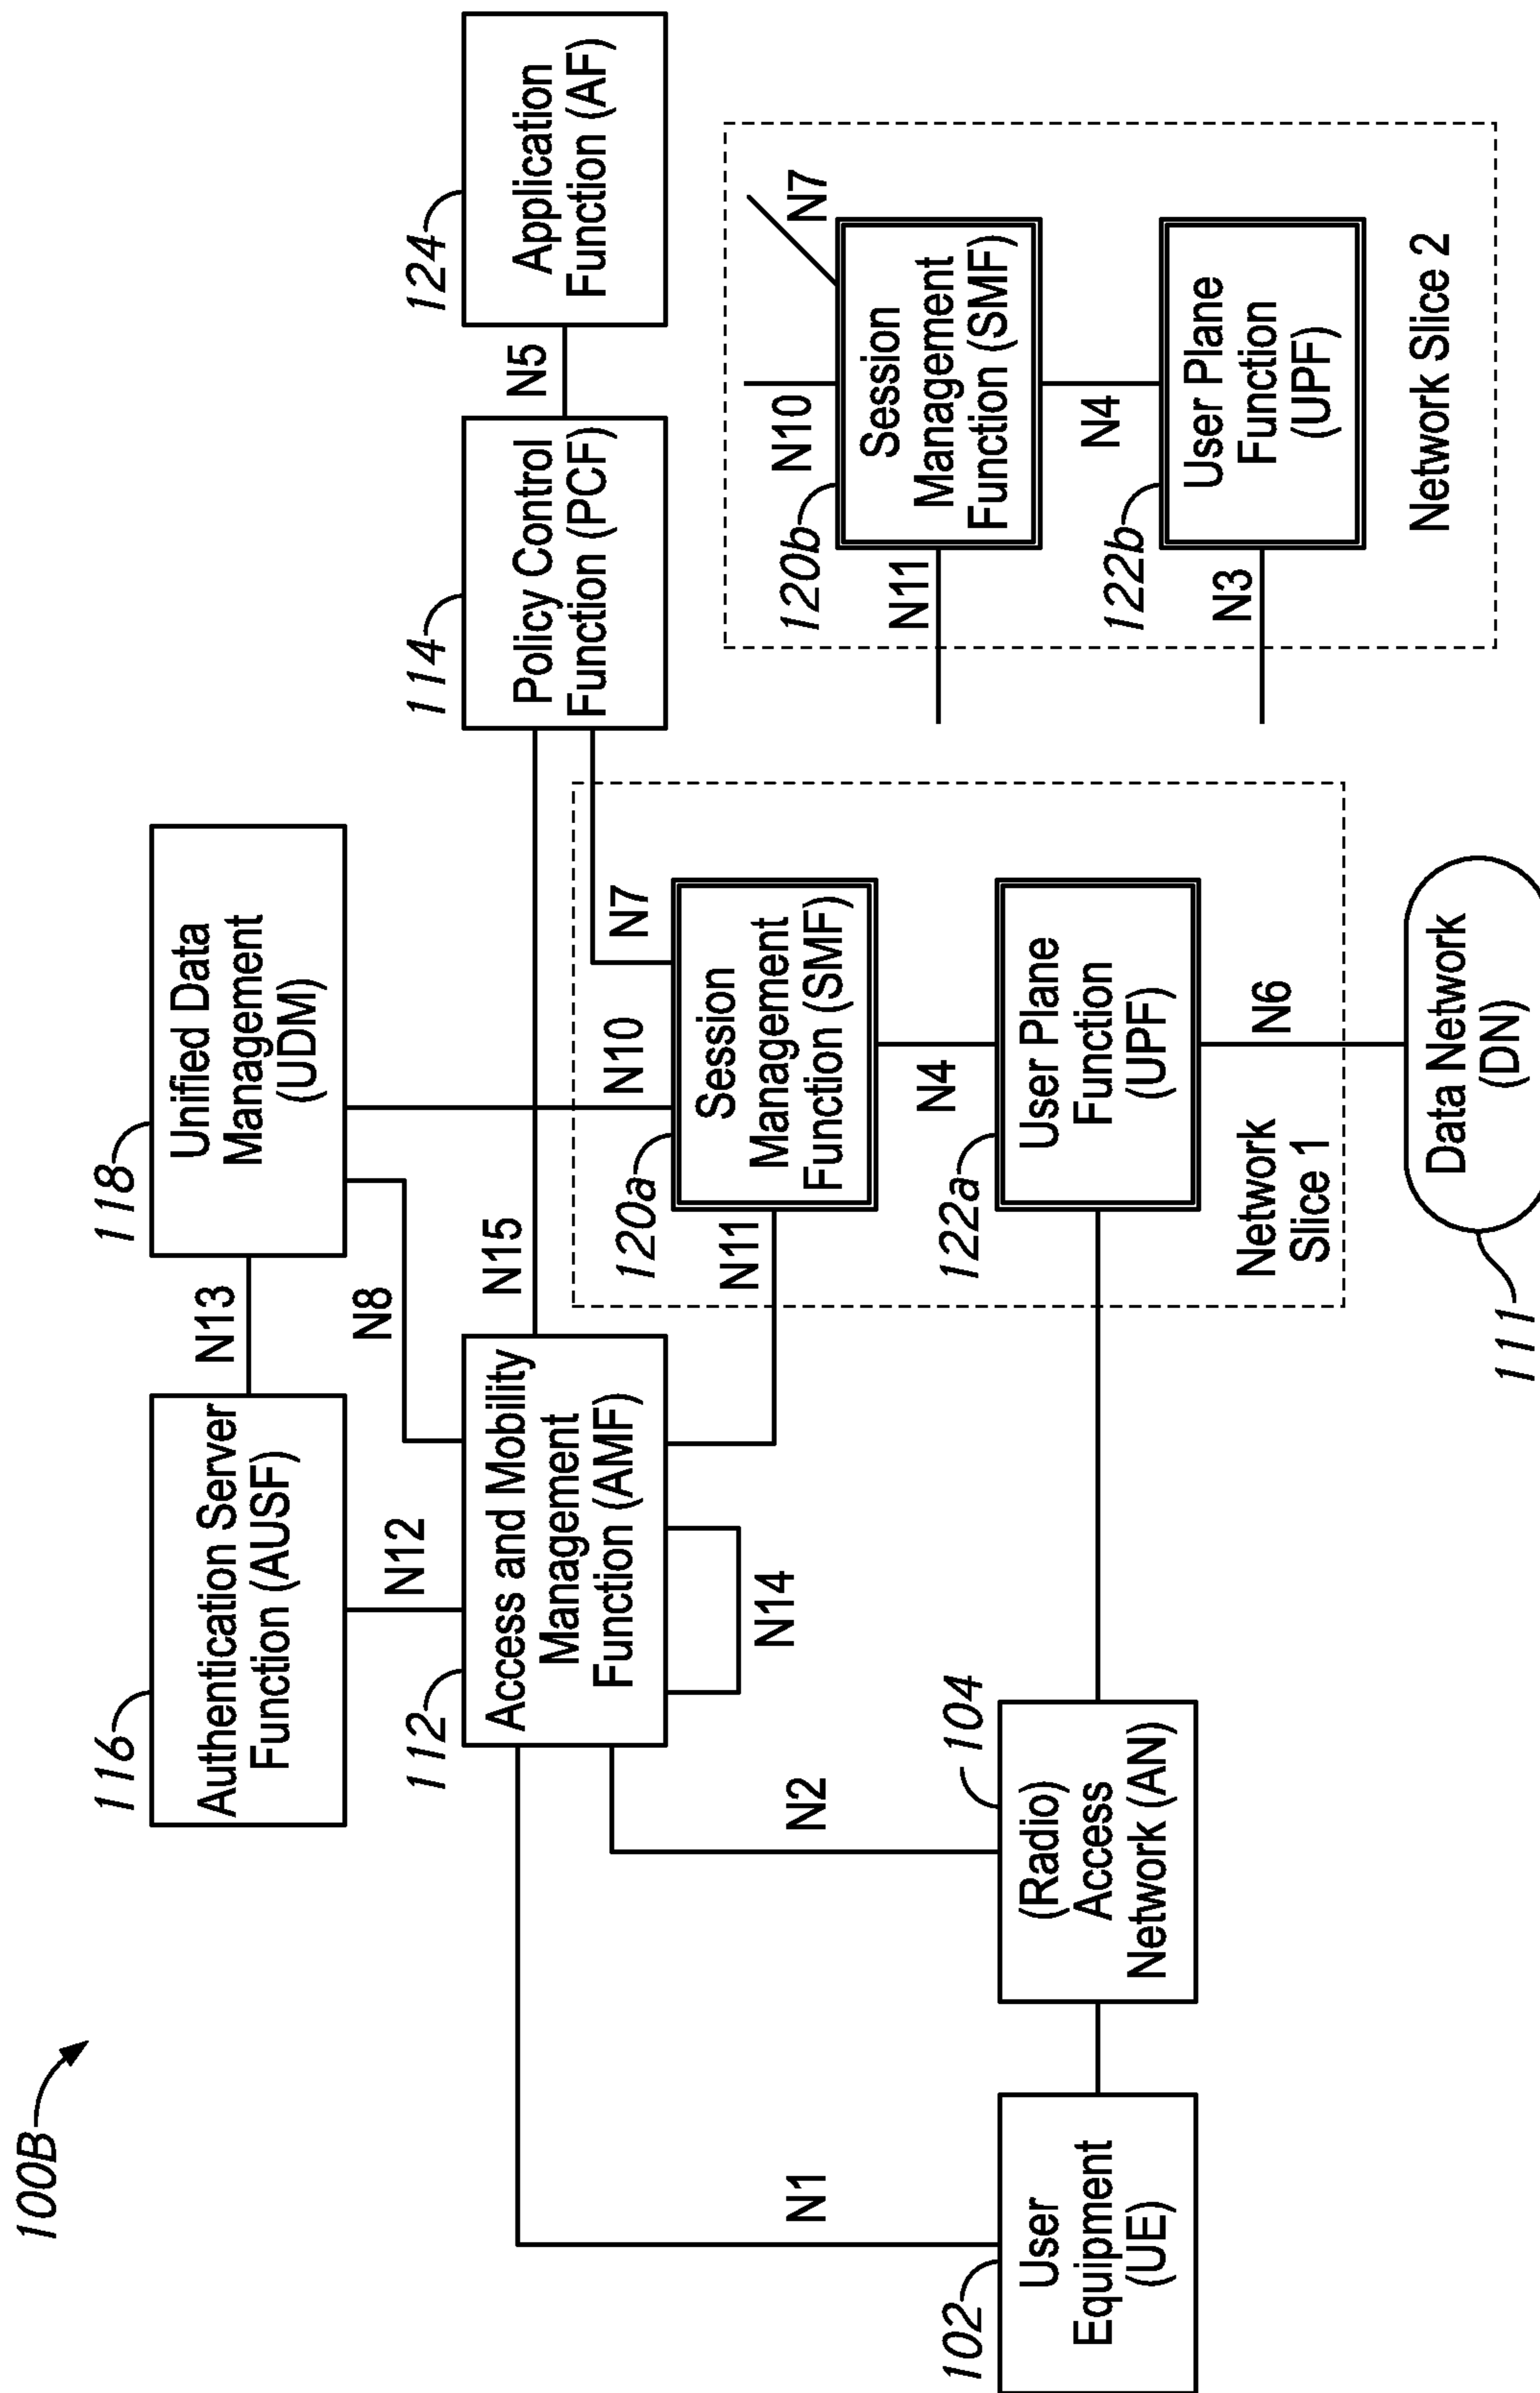 100B
116
Authentication Server
Function (AUSF)
N13
118
Unified Data
Management
(UDM)
N12
N8
112
Access and Mobility
Management
Function (AMF)
N15
114
Policy Control
Function (PCF)
N5
124
Application
Function (AF)
N1
N2
N14
N11
N10
N7
120a
Session
Management
Function (SMF)
N4
102
User
Equipment
(UE)
104
(Radio)
Access
Network (AN)
122a
User Plane
Function
(UPF)
Network
Slice 1
N6
111
Data Network
(DN)
N10
N7
120b
N11
Session
Management
Function (SMF)
N4
122b
N3
User Plane
Function
(UPF)
Network Slice 2